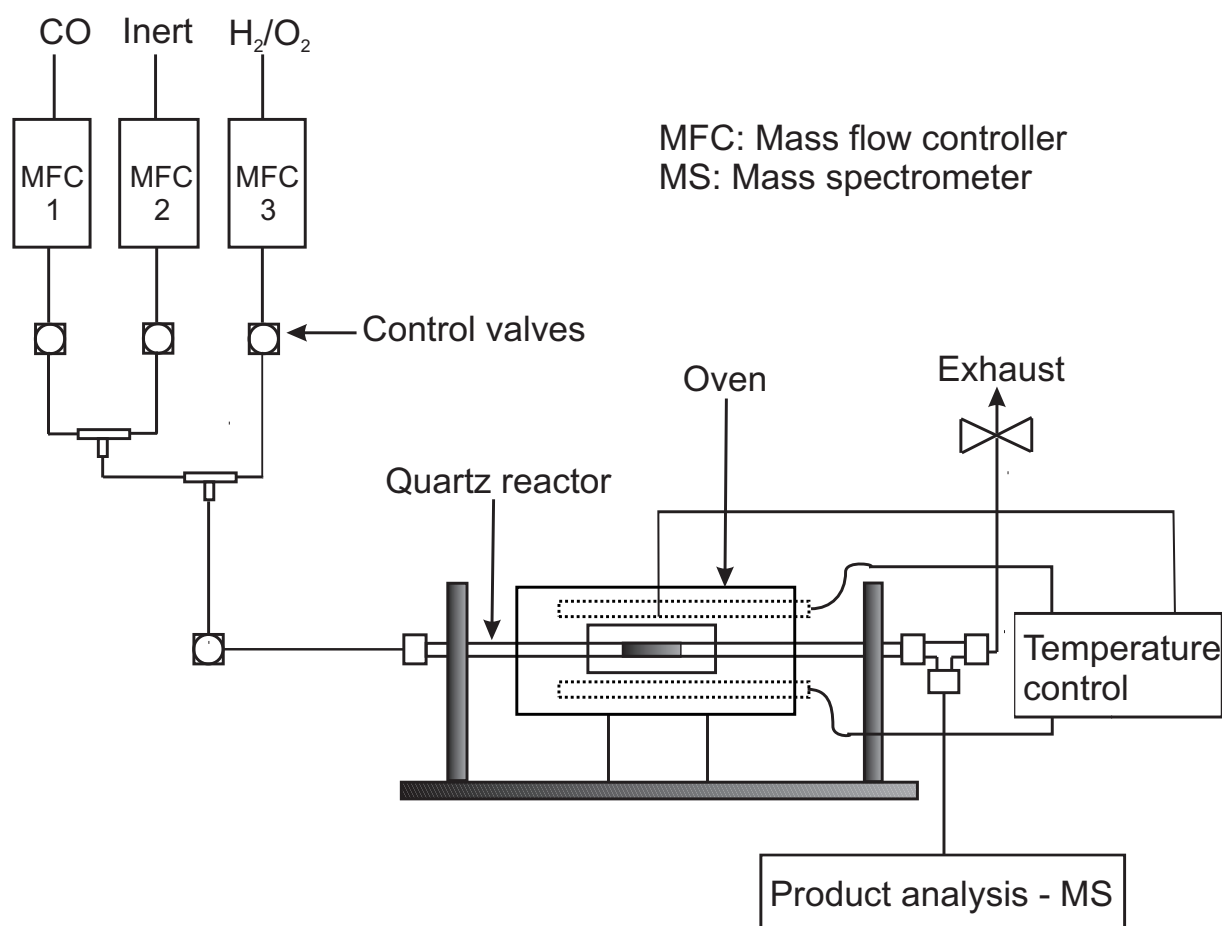 CO Inert H₂/O₂
MFC 1
MFC 2
MFC 3
MFC: Mass flow controller
MS: Mass spectrometer
Control valves
Oven
Exhaust
Quartz reactor
Temperature
control
Product analysis - MS